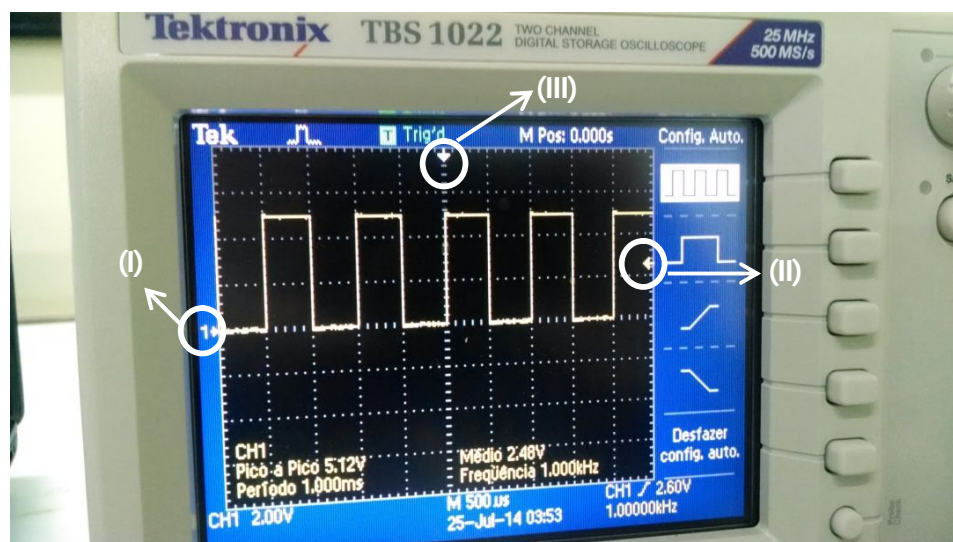 Tektronix TBS 1022 TWO CHANNEL DIGITAL STORAGE OSCILLOSCOPE 25 MHz 500 MS/s
(III)
Tek T Trig'd M Pos: 0.000s Config. Auto.
(I)
(II)
1
Desfazer
config. auto.
CH1
Pico a Pico 5.12V
Período 1.000ms
Médio 2.48V
Freqüência 1.000kHz
CH1 2.00V M 500µs CH1 2.60V
25-Jul-14 03:53 1.00000kHz